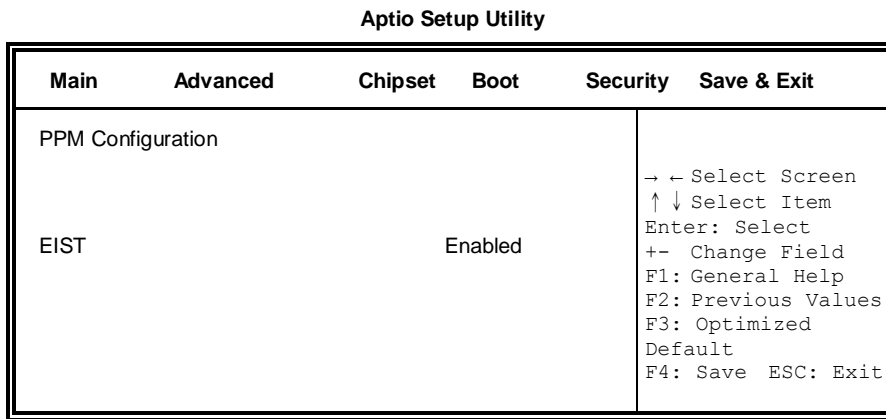 Aptio Setup Utility
Main Advanced Chipset Boot Security Save & Exit
PPM Configuration
EIST Enabled
→ ← Select Screen
↑ ↓ Select Item
Enter: Select
+- Change Field
F1: General Help
F2: Previous Values
F3: Optimized
Default
F4: Save ESC: Exit